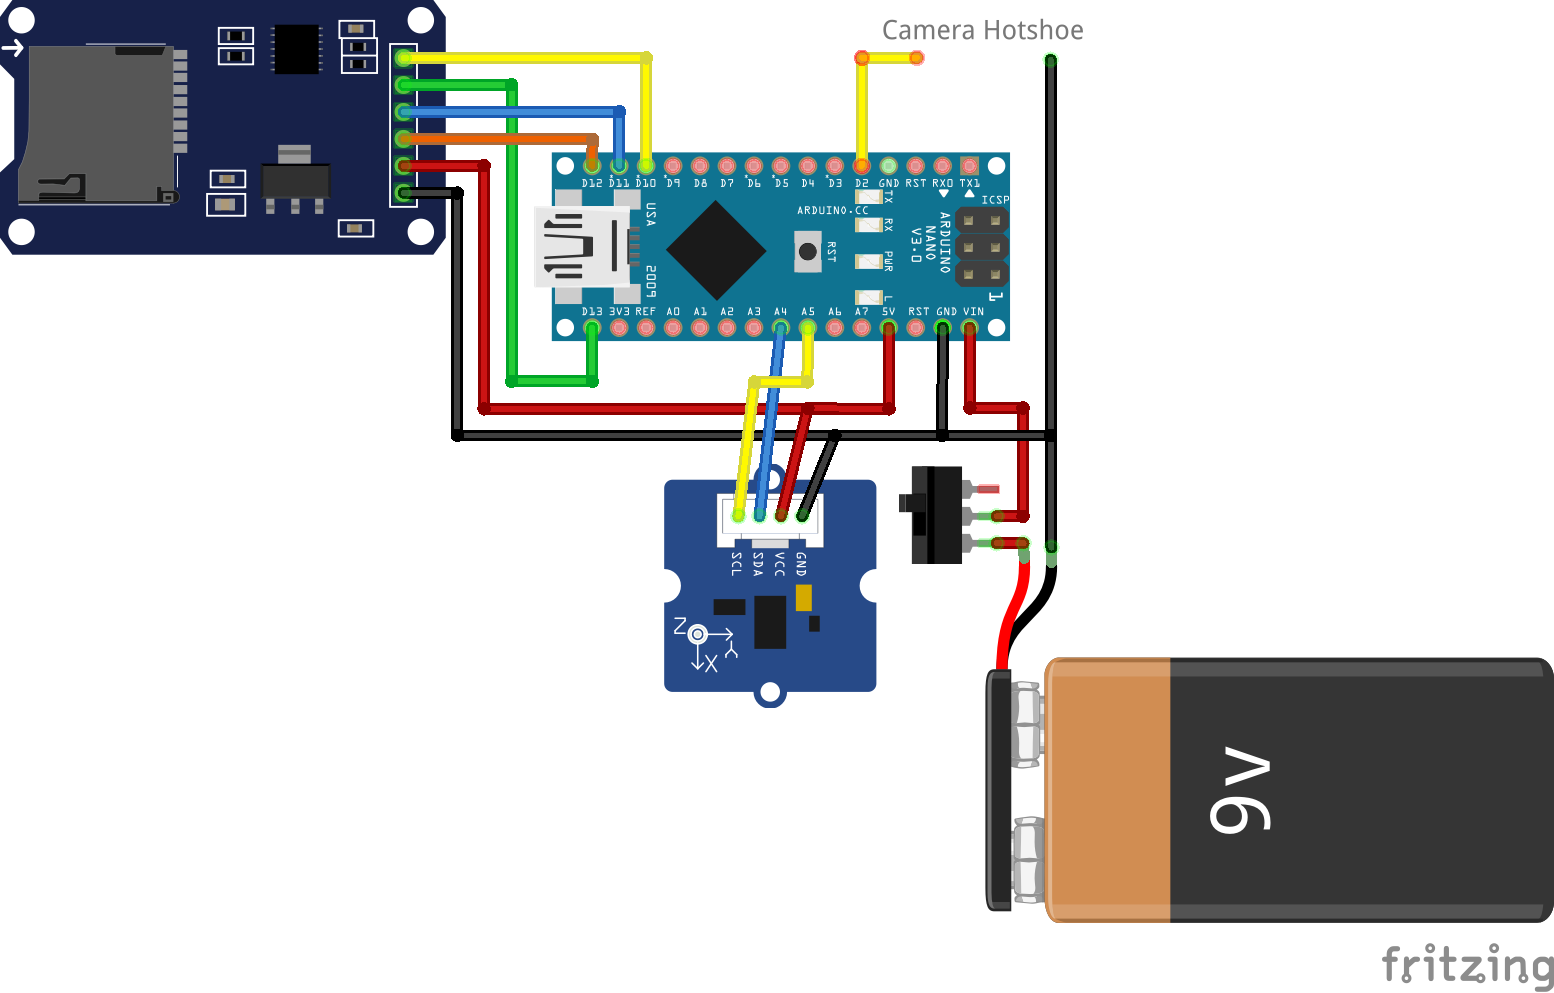 Camera Hotshoe
D12 D11 D10 D9 D8 D7 D6 D5 D4 D3 D2 GND RST RX0 TX1
ARDUINO.CC
TX
RX
PWR
L
RST
USA
2009
ARDUINO
NANO
V3.0
ICSP
1
D13 3V3 REF A0 A1 A2 A3 A4 A5 A6 A7 5V RST GND VIN
SCL SDA VCC GND
Z
Y
X
9v
fritzing